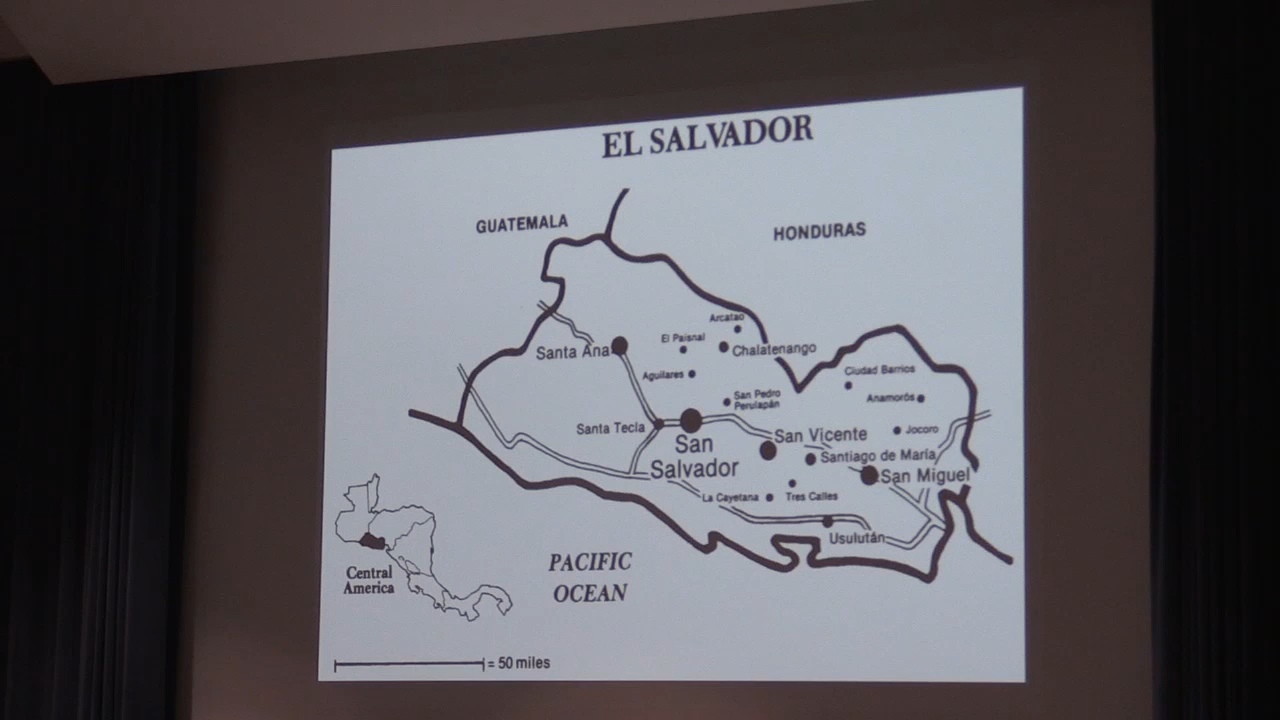 EL SALVADOR
GUATEMALA
HONDURAS
Arcatao
El Paisnal
Santa Ana
Chalatenango
Aguilares
Ciudad Barrios
Anamorós
San Pedro
Perulapán
Santa Tecla
San
Salvador
San Vicente
Jocoro
Santiago de María
San Miguel
La Cayetana
Tres Calles
Usulután
PACIFIC
OCEAN
Central
America
= 50 miles